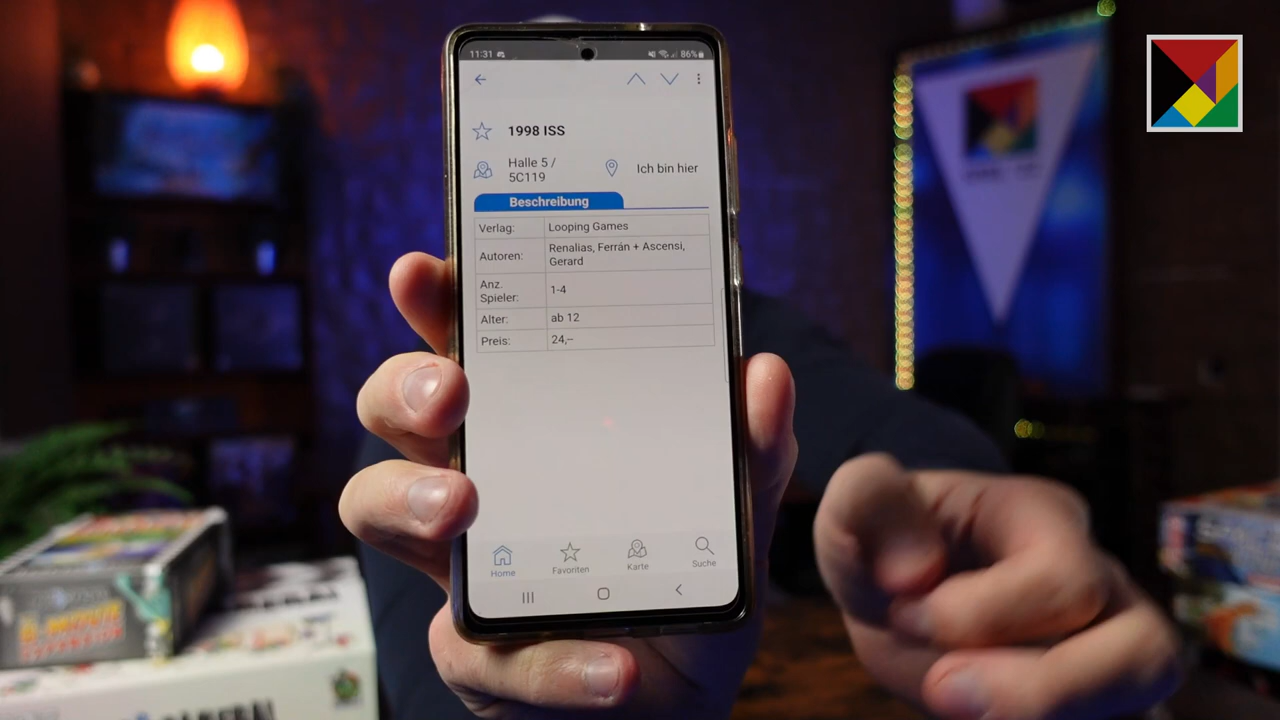 11:31
86%
1998 ISS
Halle 5 /
5C119
Ich bin hier
Beschreibung
Verlag:
Looping Games
Autoren:
Renalias, Ferrán + Ascensi,
Gerard
Anz.
Spieler:
1-4
Alter:
ab 12
Preis:
24,–
Home
Favoriten
Karte
Suche